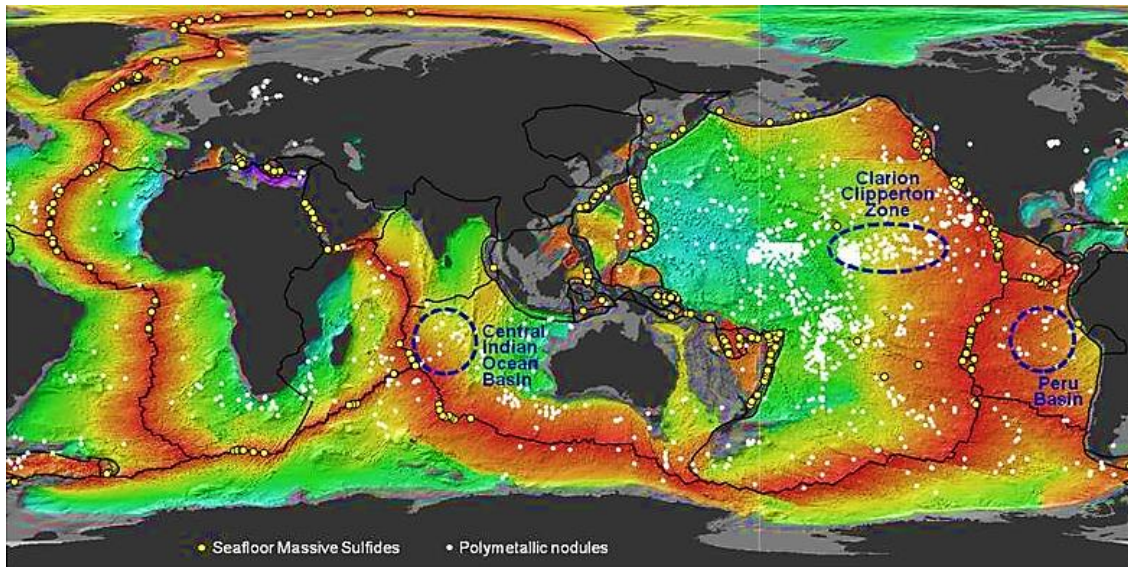 Clarion
Clipperton
Zone
Central
Indian
Ocean
Basin
Peru
Basin
Seafloor Massive Sulfides
Polymetallic nodules